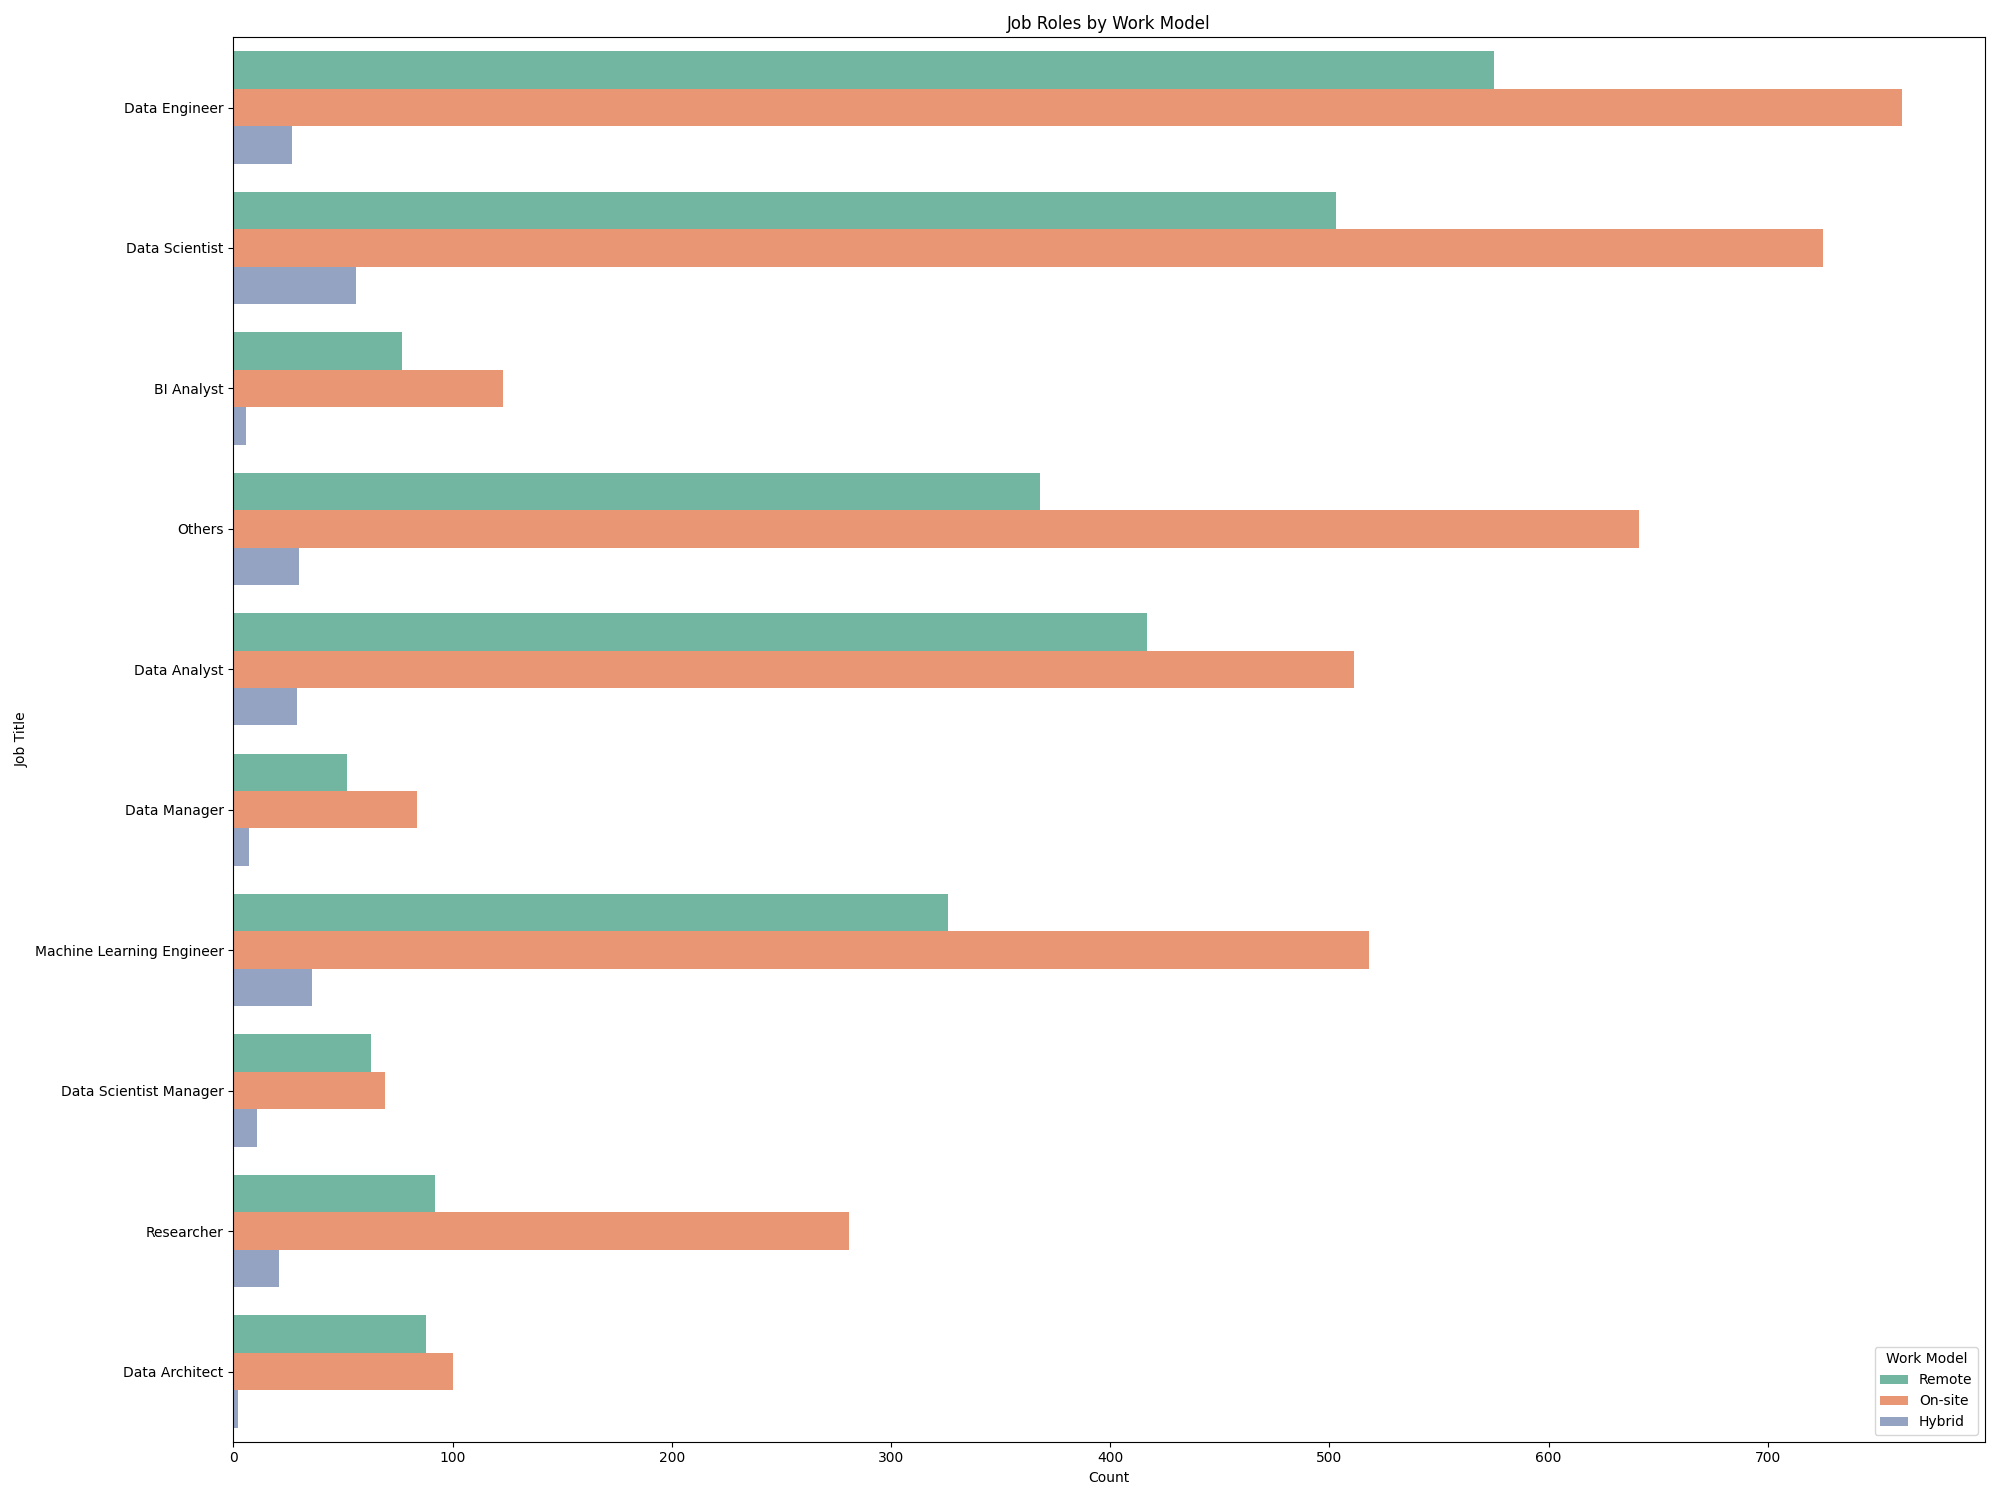 Job Roles by Work Model
Data Engineer
Data Scientist
BI Analyst
Others
Data Analyst
Data Manager
Machine Learning Engineer
Data Scientist Manager
Researcher
Data Architect
Job Title
0 100 200 300 400 500 600 700
Count
Work Model
Remote
On-site
Hybrid